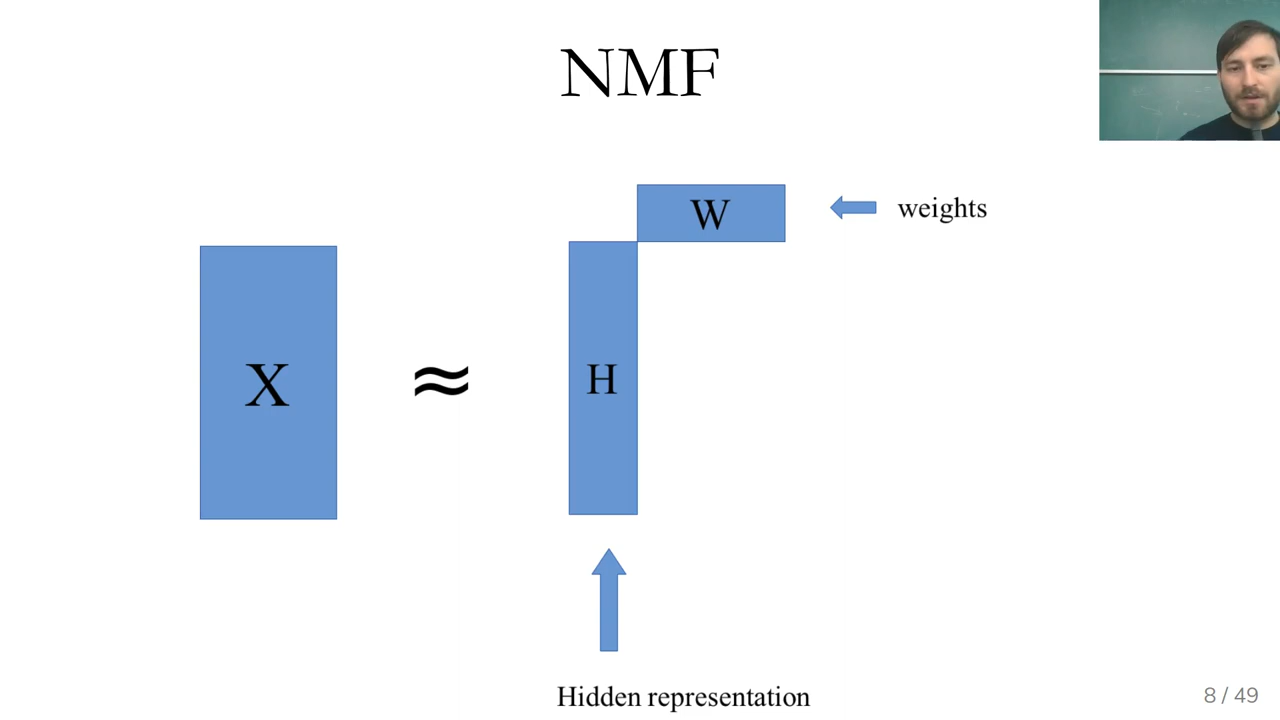 NMF
W
weights
X
≈
H
Hidden representation
8 / 49